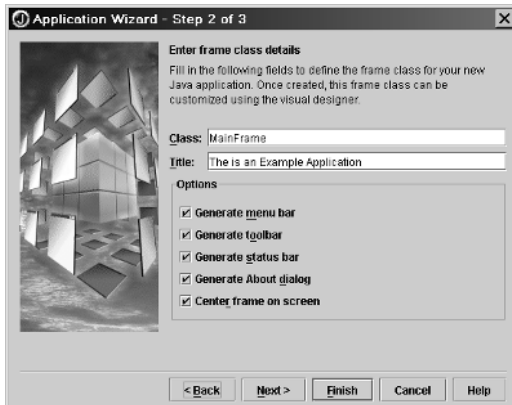 Application Wizard - Step 2 of 3
Enter frame class details
Fill in the following fields to define the frame class for your new
Java application. Once created, this frame class can be
customized using the visual designer.
Class: MainFrame
Title: The is an Example Application
Options
Generate menu bar
Generate toolbar
Generate status bar
Generate About dialog
Center frame on screen
< Back Next > Finish Cancel Help